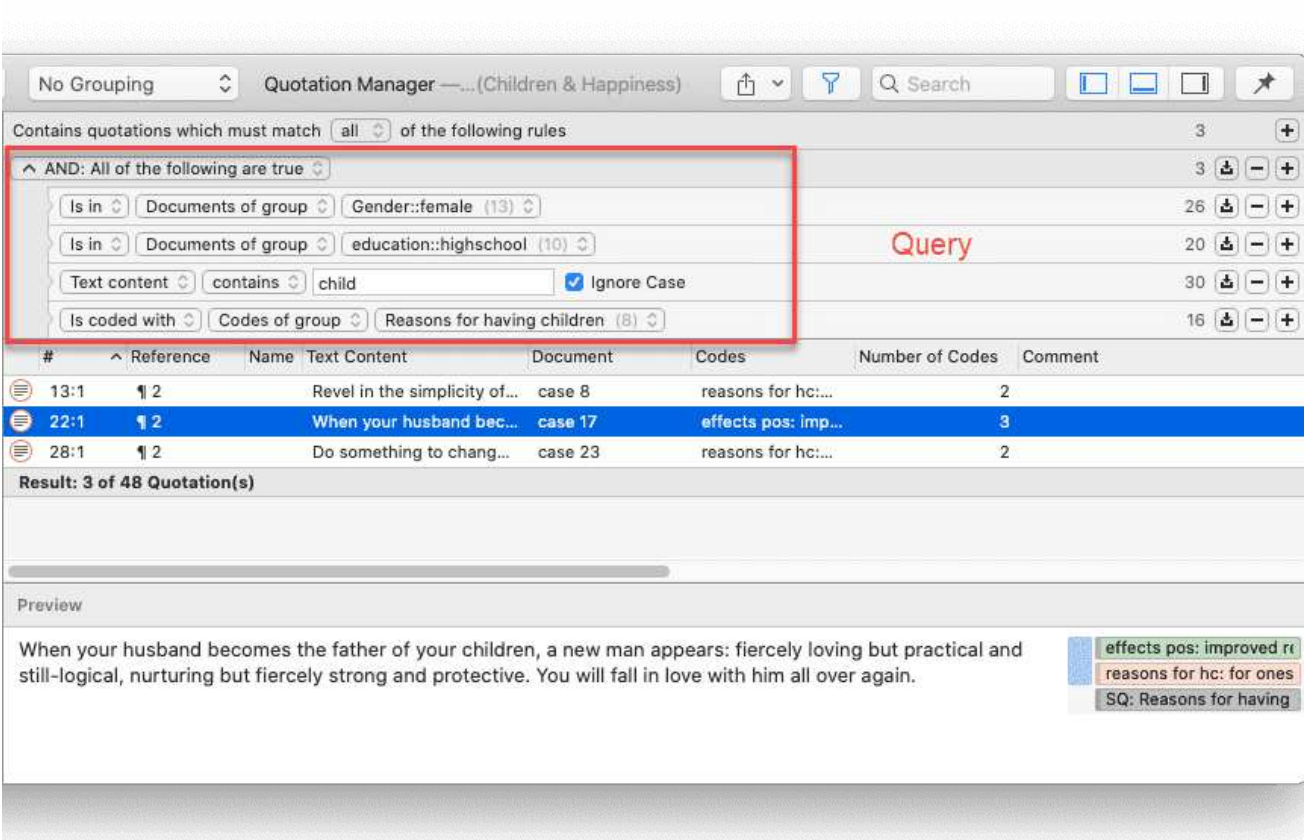 No Grouping Quotation Manager —...(Children & Happiness) Search
Contains quotations which must match all of the following rules 3
AND: All of the following are true 3
Is in Documents of group Gender::female (13) 26
Is in Documents of group education::highschool (10) 20
Query
Text content contains child Ignore Case 30
Is coded with Codes of group Reasons for having children (8) 16
# Reference Name Text Content Document Codes Number of Codes Comment
13:1 ¶ 2 Revel in the simplicity of... case 8 reasons for hc:... 2
22:1 ¶ 2 When your husband bec... case 17 effects pos: imp... 3
28:1 ¶ 2 Do something to chang... case 23 reasons for hc:... 2
Result: 3 of 48 Quotation(s)
Preview
When your husband becomes the father of your children, a new man appears: fiercely loving but practical and
still-logical, nurturing but fiercely strong and protective. You will fall in love with him all over again.
effects pos: improved re
reasons for hc: for ones
SQ: Reasons for having